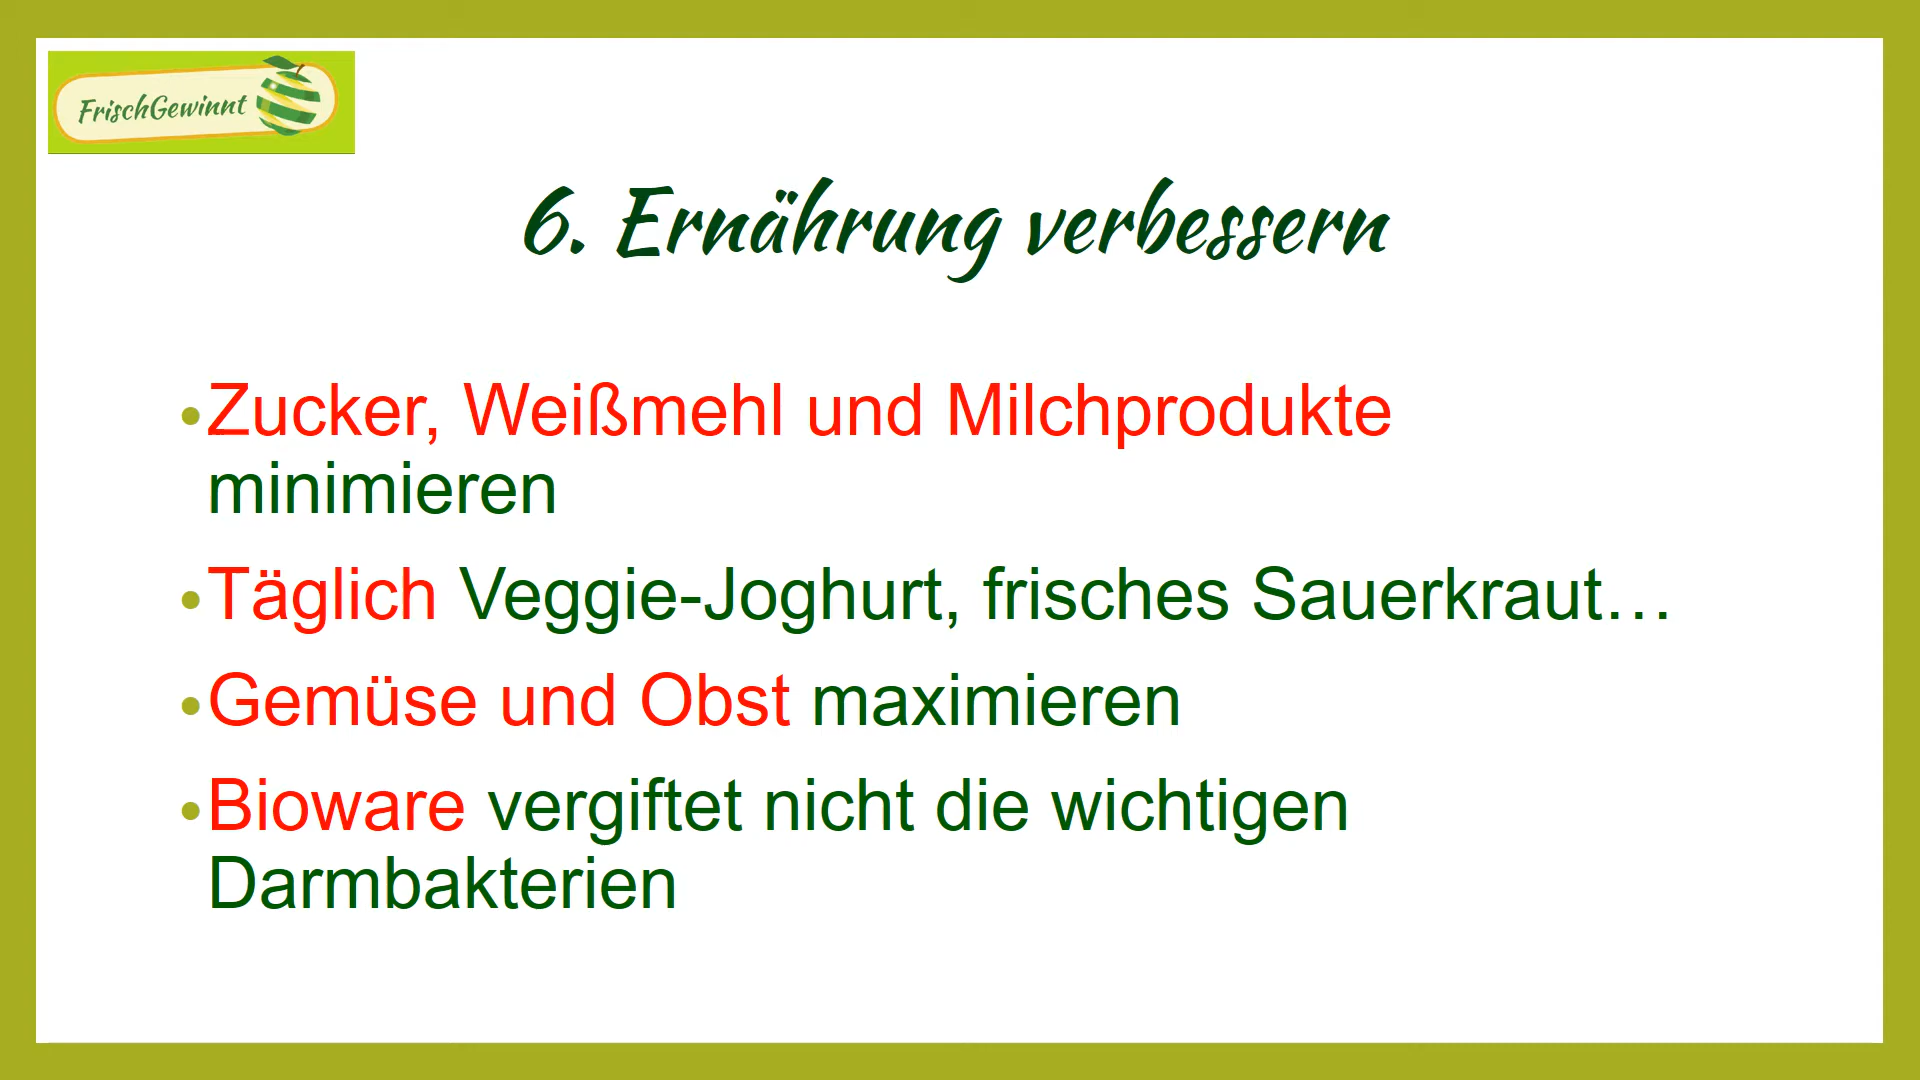 FrischGewinnt
6. Ernährung verbessern
•Zucker, Weißmehl und Milchprodukte
minimieren
•Täglich Veggie-Joghurt, frisches Sauerkraut…
•Gemüse und Obst maximieren
•Bioware vergiftet nicht die wichtigen
Darmbakterien